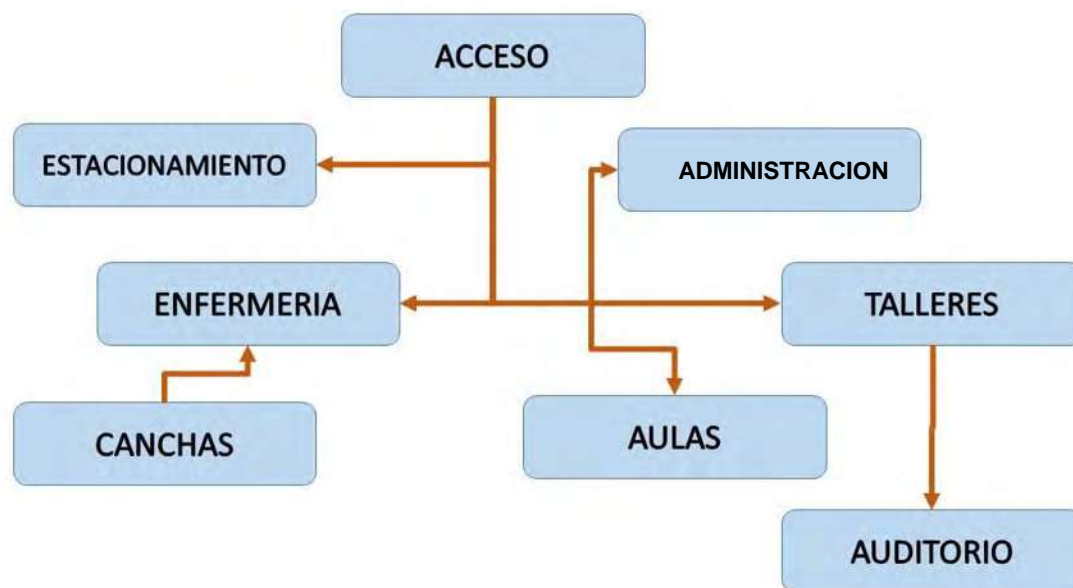 ACCESO
ESTACIONAMIENTO
ADMINISTRACION
ENFERMERIA
TALLERES
CANCHAS
AULAS
AUDITORIO